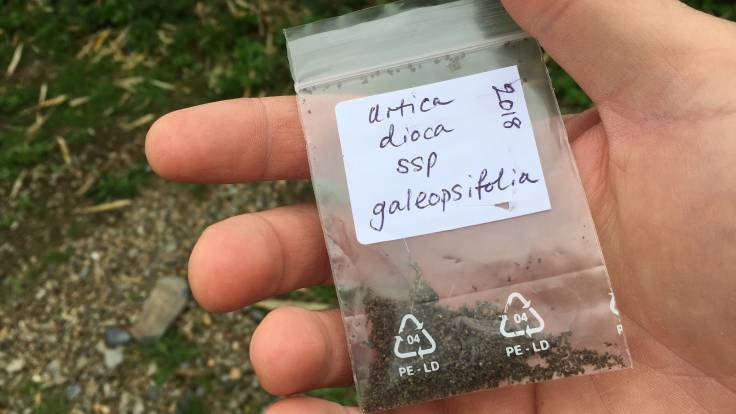 urtica
dioca
ssp
galeopsifolia
2018
04
PE-LD
04
PE-LD